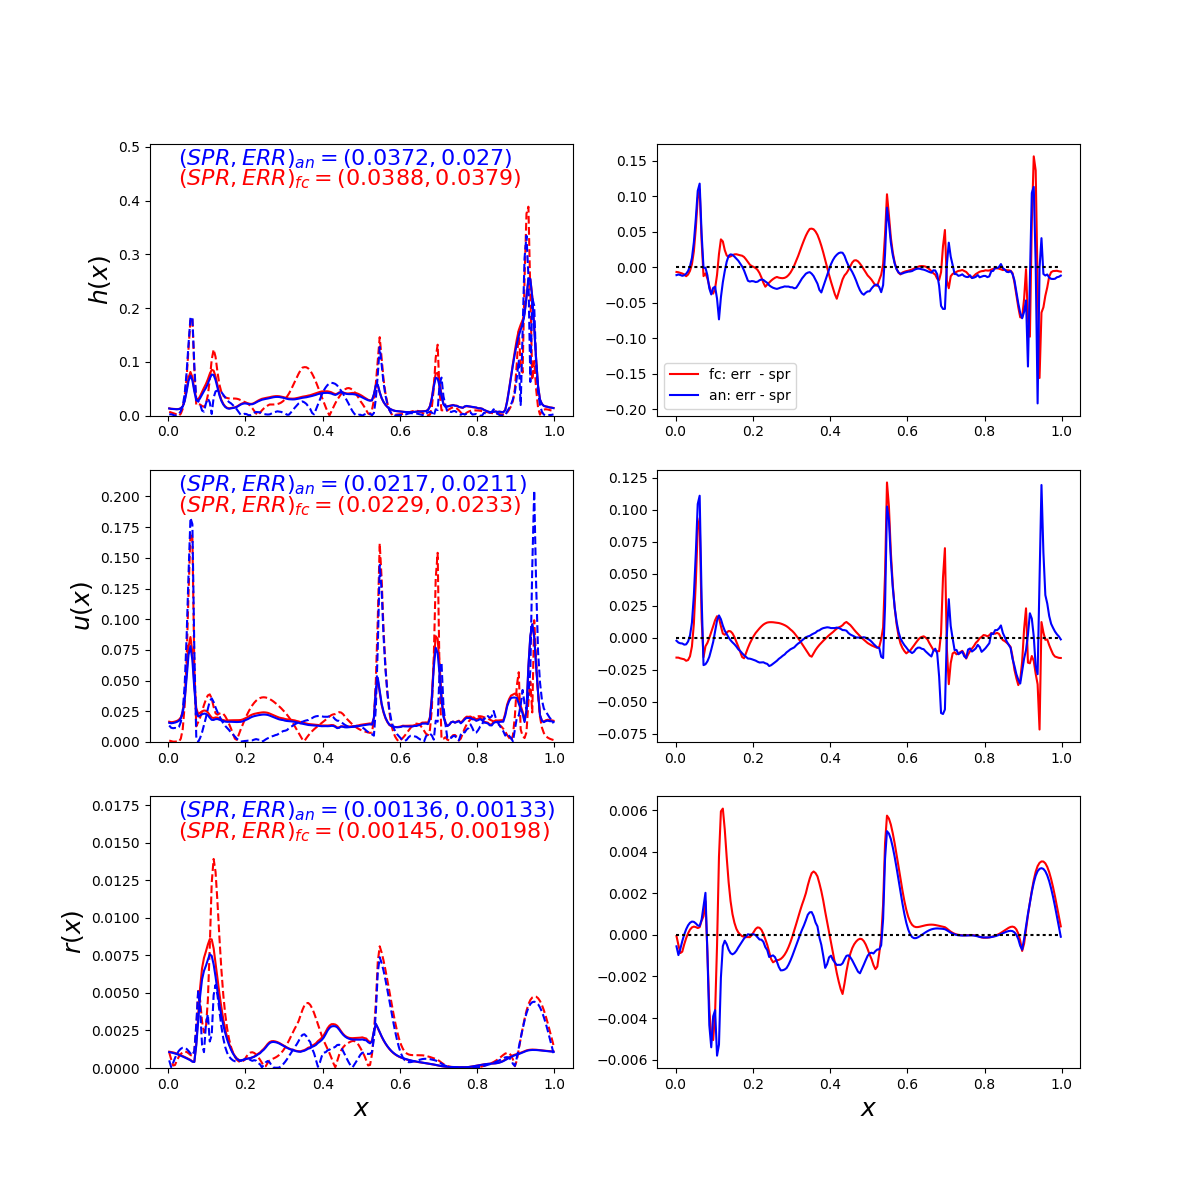 (SPR, ERR)an = (0.0372, 0.027)
(SPR, ERR)fc = (0.0388, 0.0379)
h(x)
0.5
0.4
0.3
0.2
0.1
0.0
0.0 0.2 0.4 0.6 0.8 1.0
0.15
0.10
0.05
0.00
−0.05
−0.10
−0.15
−0.20
fc: err - spr
an: err - spr
0.0 0.2 0.4 0.6 0.8 1.0
(SPR, ERR)an = (0.0217, 0.0211)
(SPR, ERR)fc = (0.0229, 0.0233)
u(x)
0.200
0.175
0.150
0.125
0.100
0.075
0.050
0.025
0.000
0.0 0.2 0.4 0.6 0.8 1.0
0.125
0.100
0.075
0.050
0.025
0.000
−0.025
−0.050
−0.075
0.0 0.2 0.4 0.6 0.8 1.0
(SPR, ERR)an = (0.00136, 0.00133)
(SPR, ERR)fc = (0.00145, 0.00198)
r(x)
0.0175
0.0150
0.0125
0.0100
0.0075
0.0050
0.0025
0.0000
0.0 0.2 0.4 0.6 0.8 1.0
x
0.006
0.004
0.002
0.000
−0.002
−0.004
−0.006
0.0 0.2 0.4 0.6 0.8 1.0
x